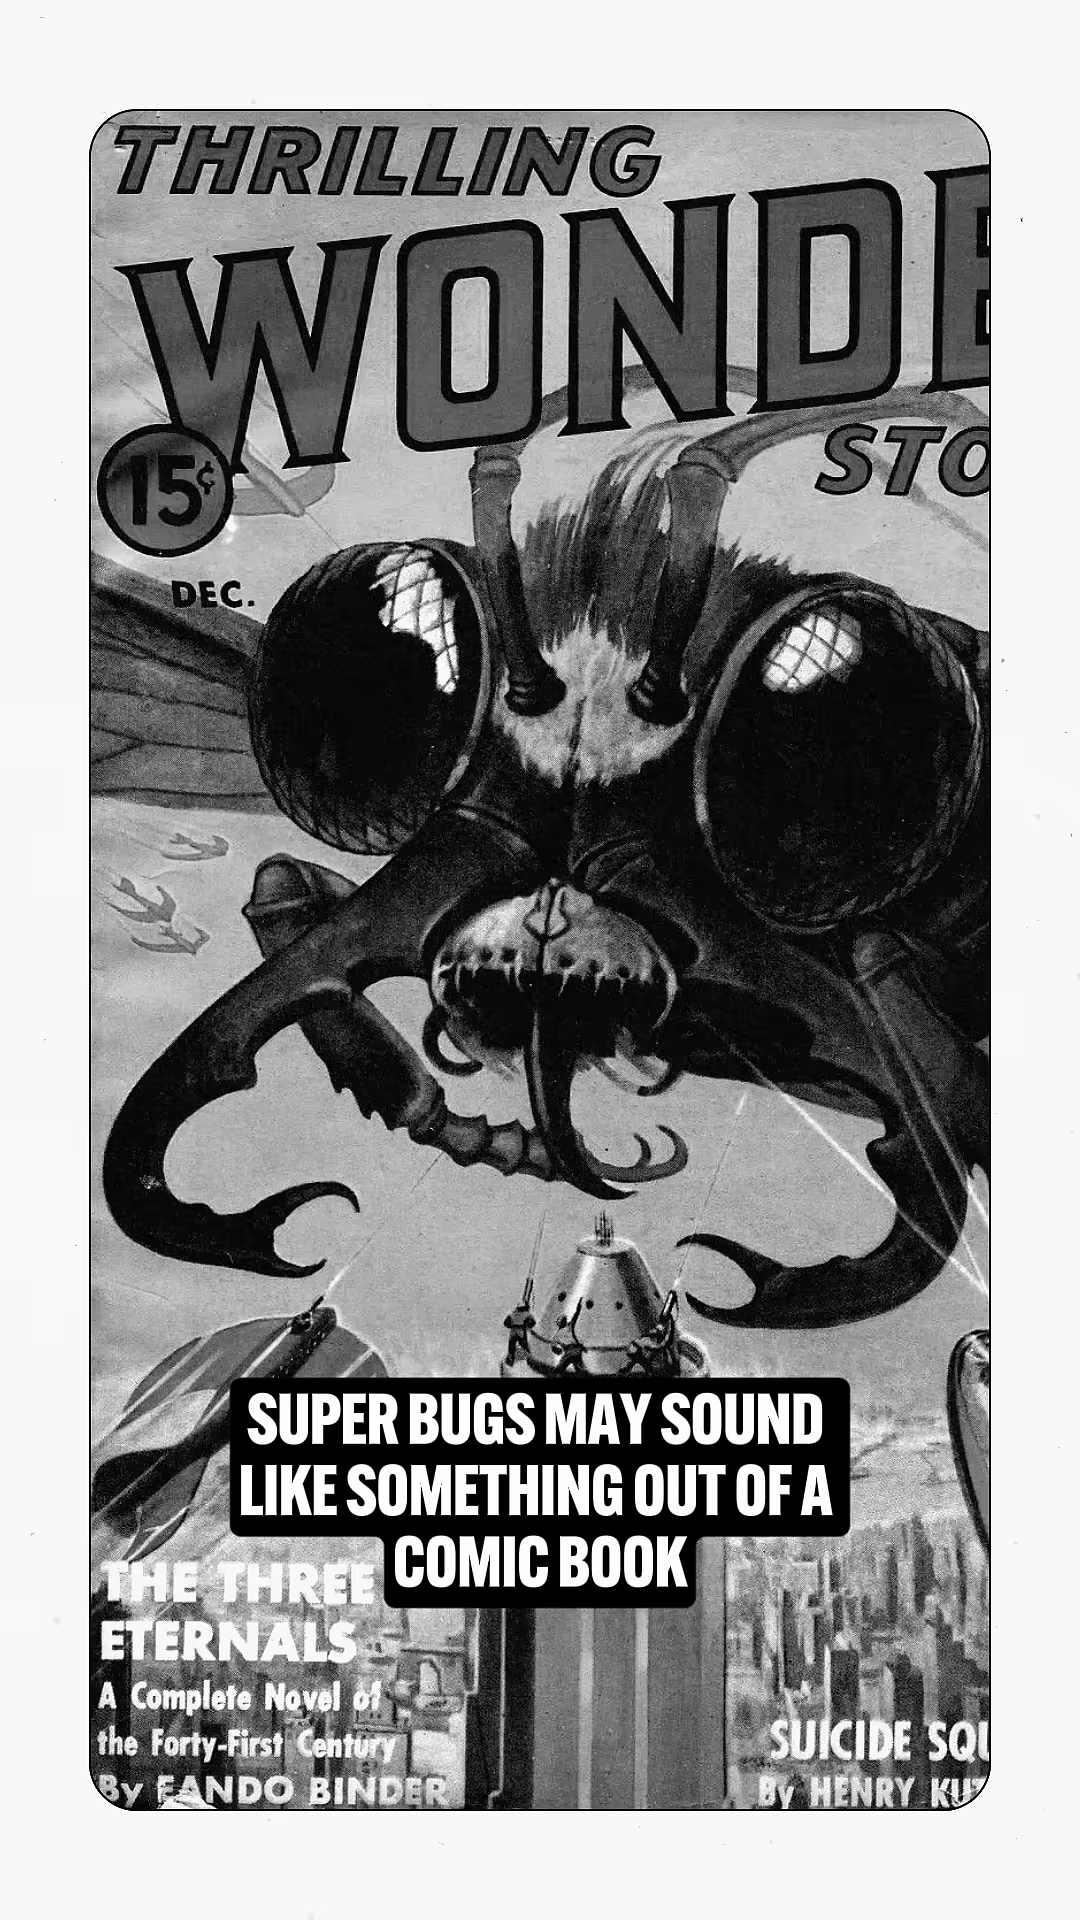 THRILLING
WONDE
STO
15¢
DEC.
SUPER BUGS MAY SOUND
LIKE SOMETHING OUT OF A
COMIC BOOK
THE THREE
ETERNALS
A Complete Novel of
the Forty-First Century
By EANDO BINDER
SUICIDE SQU
By HENRY KUT